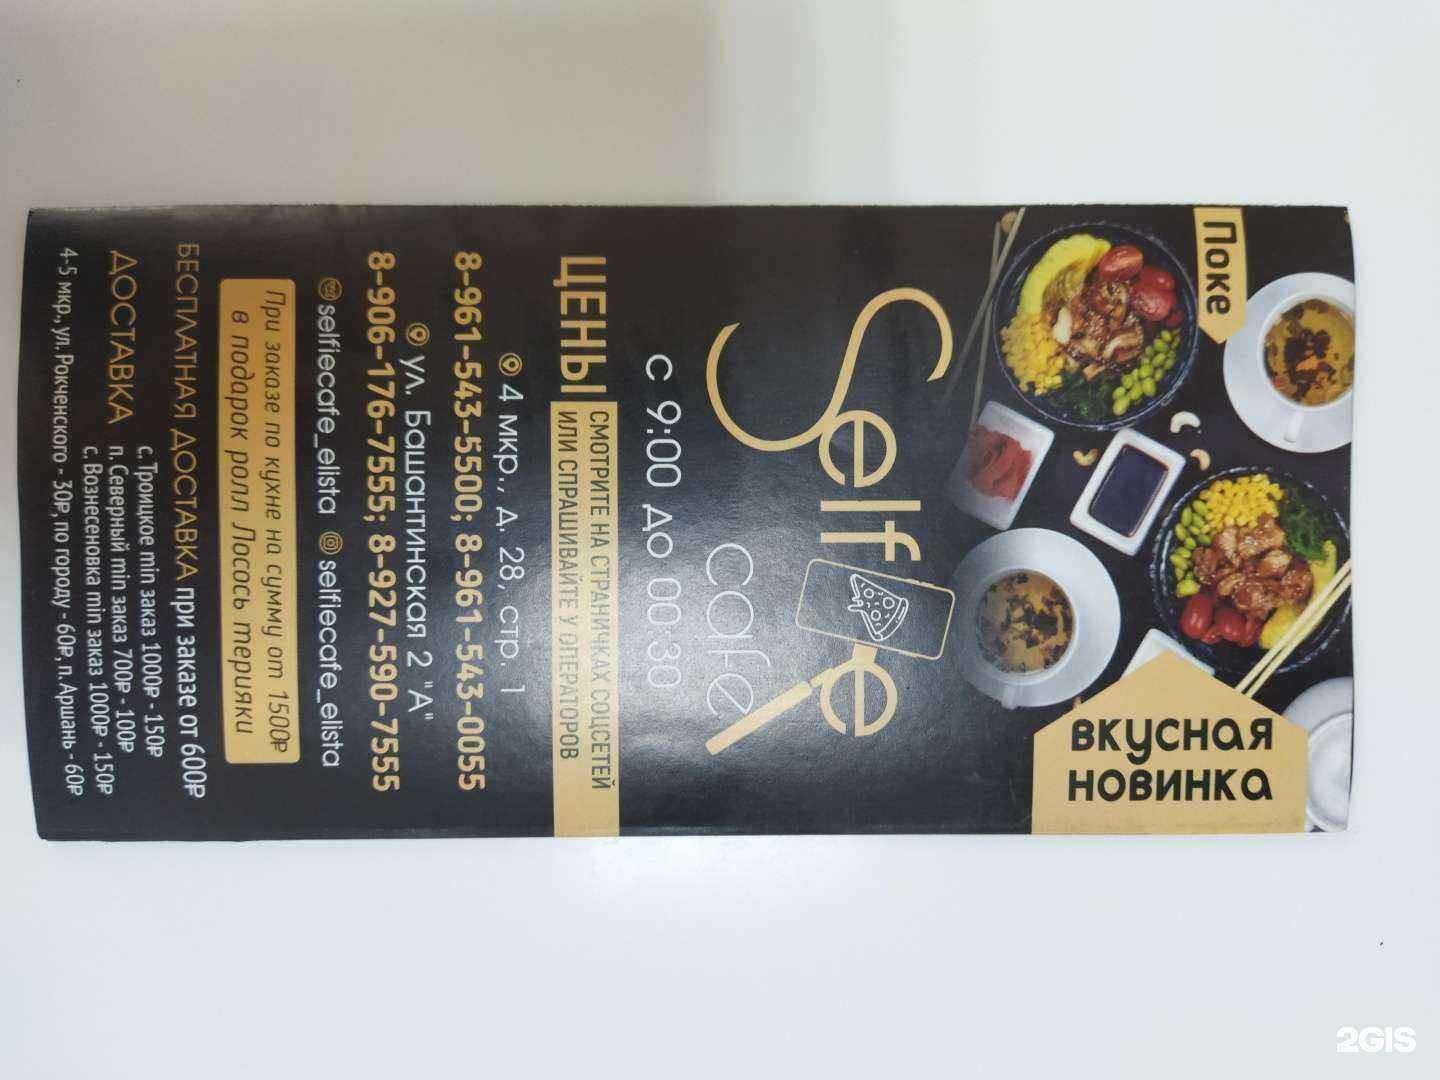 Поке
ВКУСНАЯ
НОВИНКА
Selfie
cafe
с 9:00 до 00:30
ЦЕНЫ
СМОТРИТЕ НА СТРАНИЧКАХ СОЦСЕТЕЙ
ИЛИ СПРАШИВАЙТЕ У ОПЕРАТОРОВ
4 мкр., д. 28, стр. 1
8-961-543-5500; 8-961-543-0055
ул. Башантинская 2 "А"
8-906-176-7555; 8-927-590-7555
selfiecafe_elista selfiecafe_elista
При заказе по кухне на сумму от 1500₽
в подарок ролл Лосось терияки
БЕСПЛАТНАЯ ДОСТАВКА при заказе от 600₽
ДОСТАВКА
с. Троицкое min заказ 1000₽ - 150₽
п. Северный min заказ 700₽ - 100₽
с. Вознесеновка min заказ 1000₽ - 150₽
4-5 мкр., ул. Рокченского - 30₽, по городу - 60₽, п. Аршань - 60₽
2GIS